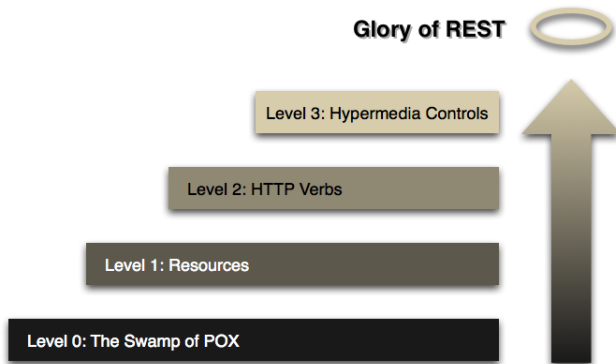 Glory of REST
Level 3: Hypermedia Controls
Level 2: HTTP Verbs
Level 1: Resources
Level 0: The Swamp of POX